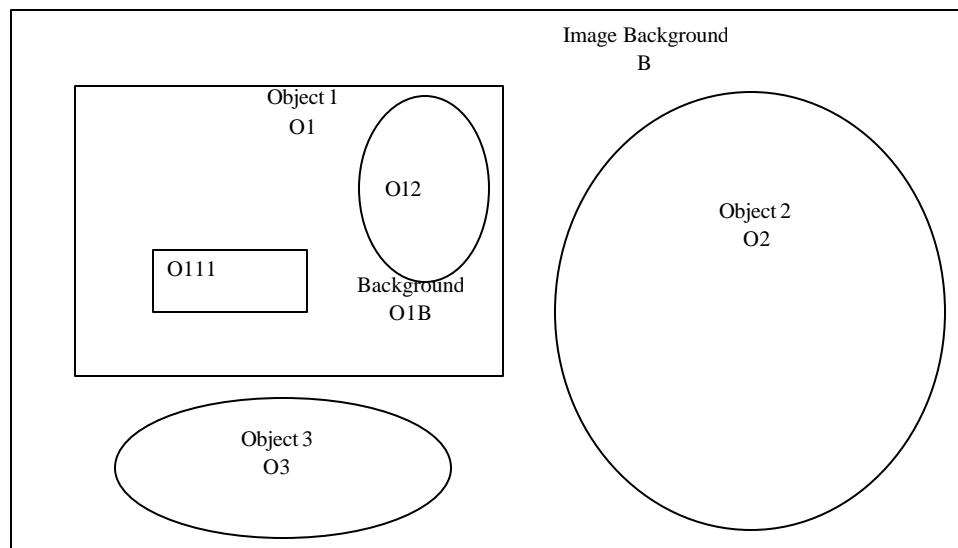 Image Background
B
Object 1
O1
O12
O111
Background
O1B
Object 2
O2
Object 3
O3